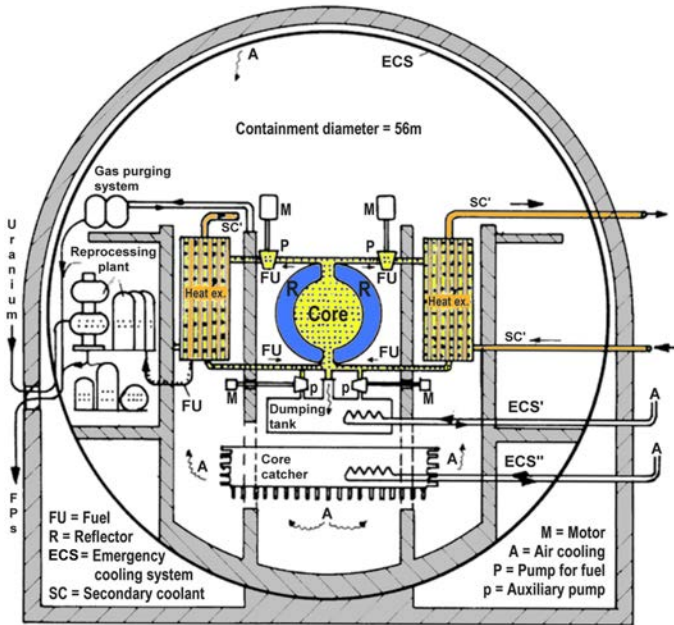 A
ECS
Containment diameter = 56m
Gas purging
system
M
M
SC'
SC'
P
P
Uranium
Reprocessing
plant
FU
FU
R
R
Heat ex.
Core
Heat ex.
SC'
FU
FU
FU
M
p
p
M
Dumping
tank
ECS'
A
A
Core
catcher
A
ECS"
A
A
FPs
FU = Fuel
R = Reflector
ECS = Emergency
cooling system
SC = Secondary coolant
M = Motor
A = Air cooling
P = Pump for fuel
p = Auxiliary pump